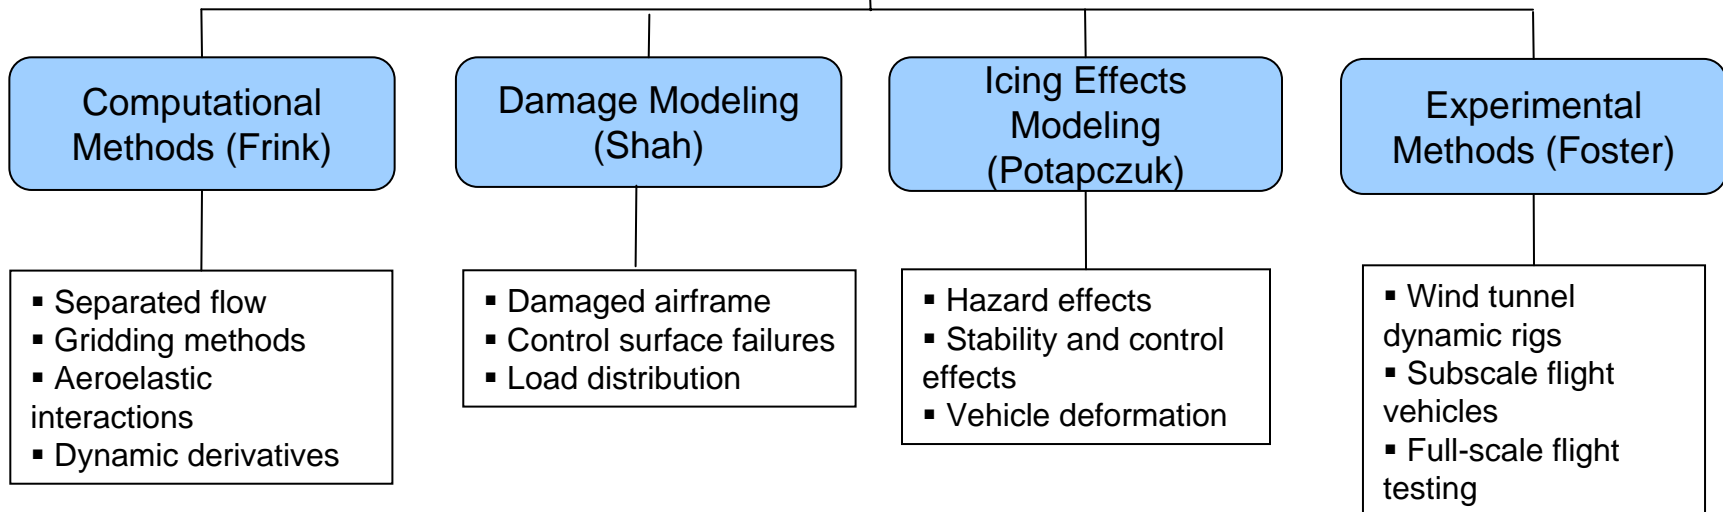 Computational
Methods (Frink)
Damage Modeling
(Shah)
Icing Effects
Modeling
(Potapczuk)
Experimental
Methods (Foster)
▪ Separated flow
▪ Gridding methods
▪ Aeroelastic
interactions
▪ Dynamic derivatives
▪ Damaged airframe
▪ Control surface failures
▪ Load distribution
▪ Hazard effects
▪ Stability and control
effects
▪ Vehicle deformation
▪ Wind tunnel
dynamic rigs
▪ Subscale flight
vehicles
▪ Full-scale flight
testing